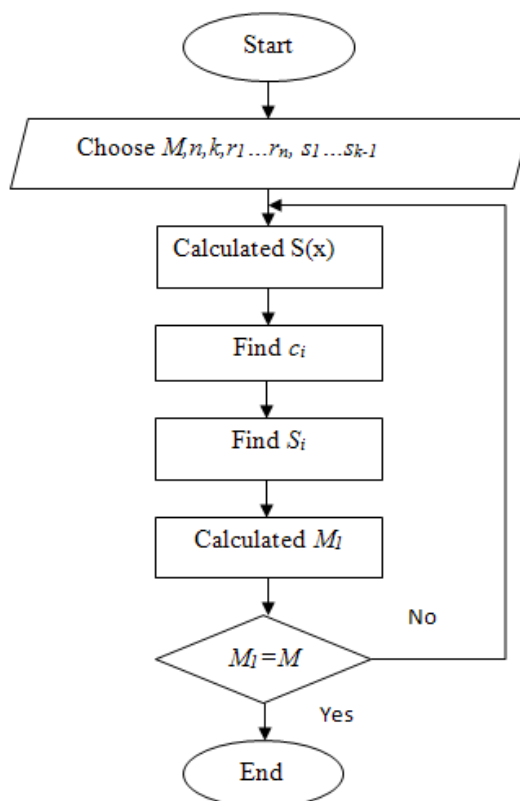 Start
Choose M,n,k,r1…rn, s1…sk-1
Calculated S(x)
Find ci
Find Si
Calculated M1
No
M1=M
Yes
End